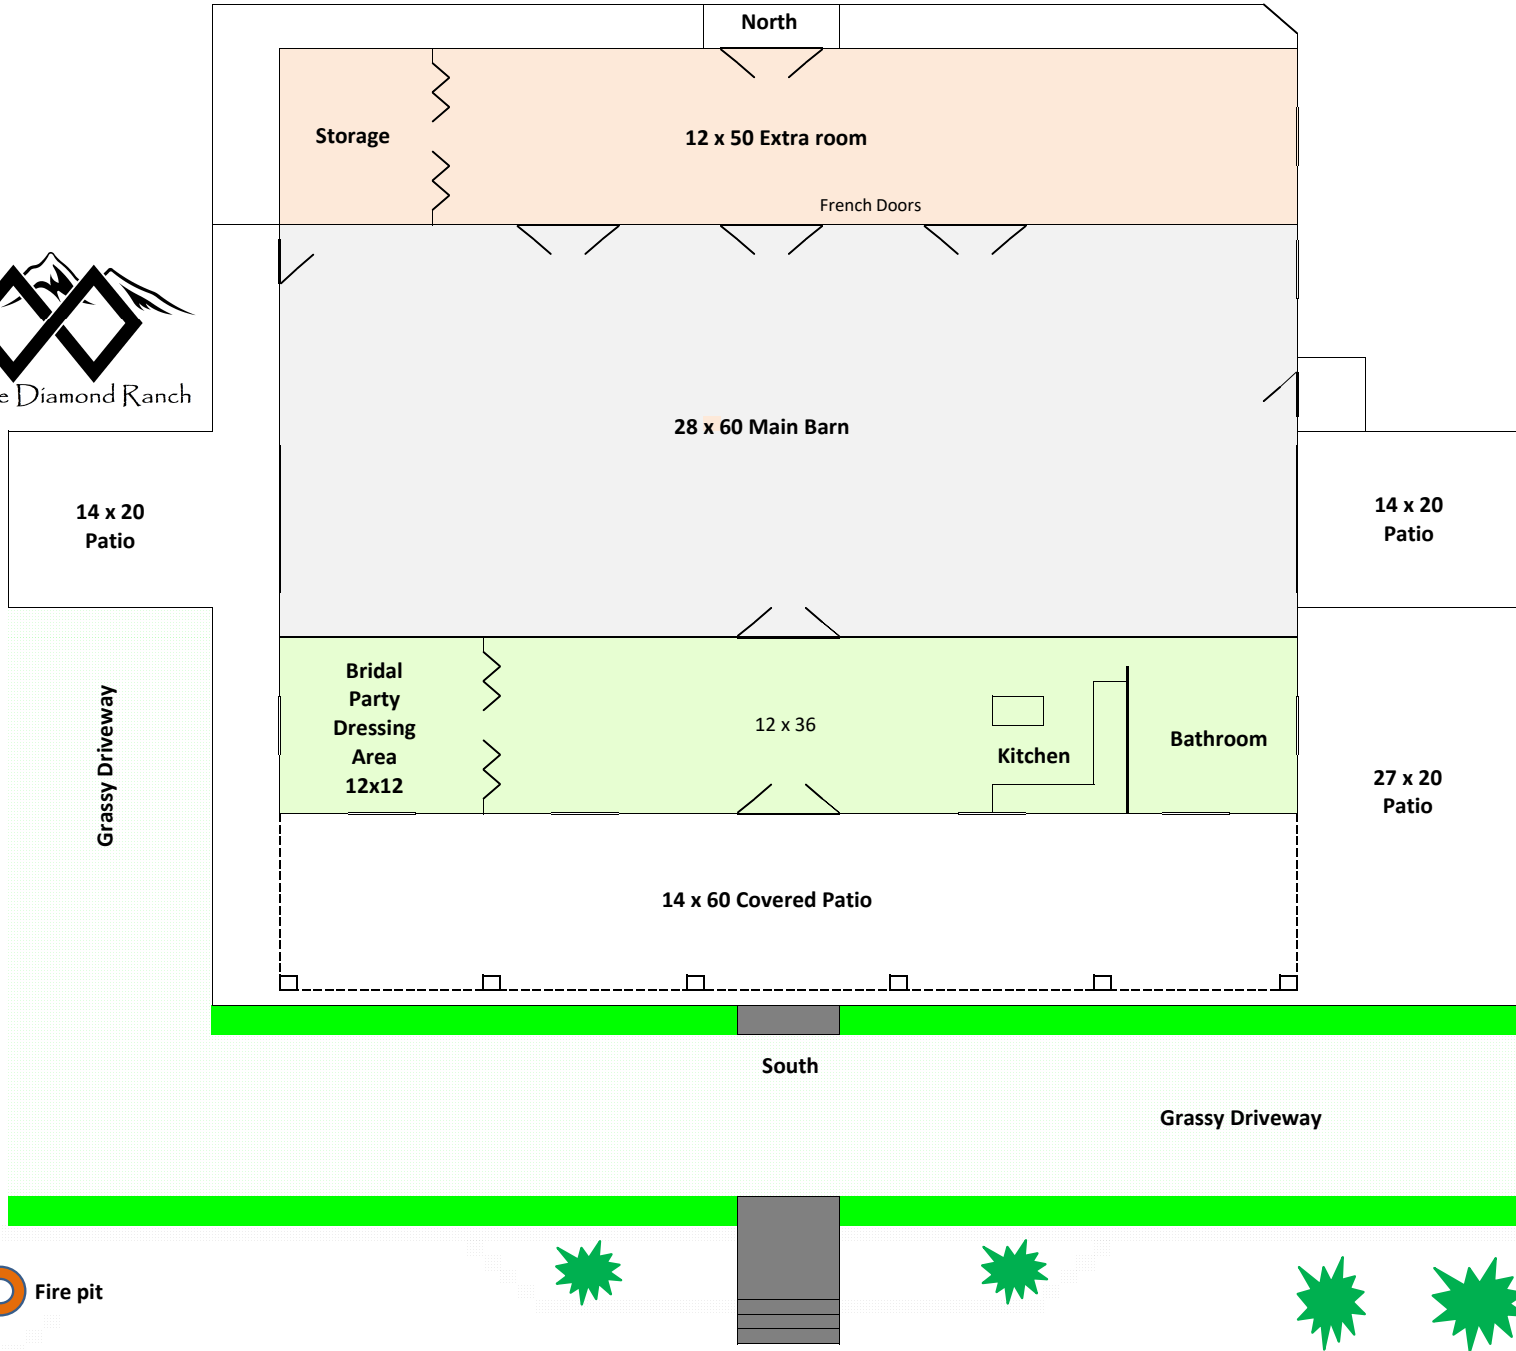 North
Storage
12 x 50 Extra room
French Doors
Diamond Ranch
28 x 60 Main Barn
14 x 20
Patio
14 x 20
Patio
Bridal
Party
Dressing
Area
12x12
12 x 36
Kitchen
Bathroom
Grassy Driveway
27 x 20
Patio
14 x 60 Covered Patio
South
Grassy Driveway
Fire pit